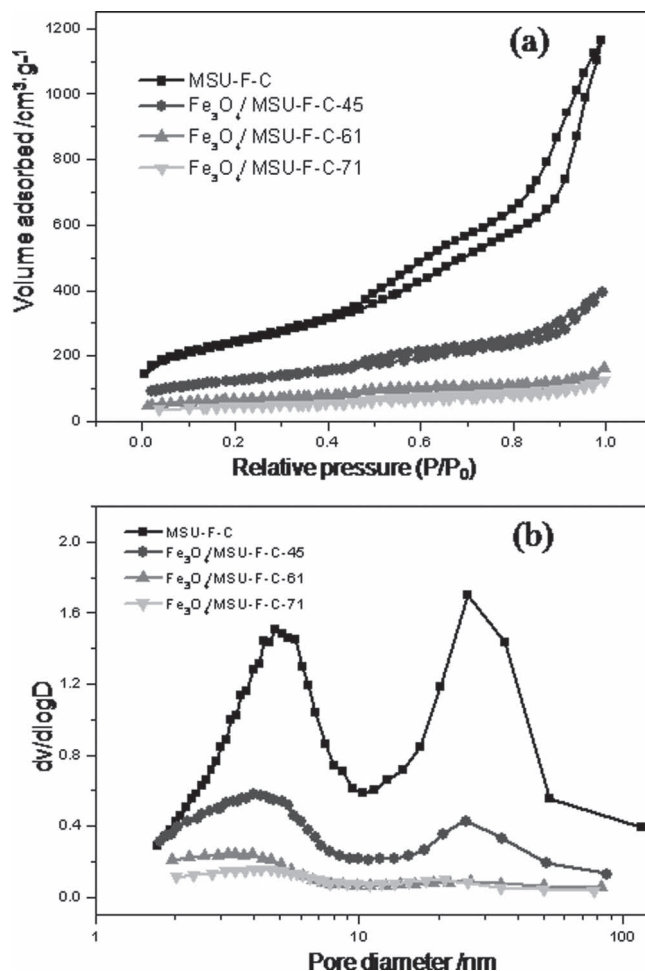 (a)
1200
1000
800
600
400
200
0
Volume adsorbed /cm³·g⁻¹
MSU-F-C
Fe₃O₄/ MSU-F-C-45
Fe₃O₄/ MSU-F-C-61
Fe₃O₄/ MSU-F-C-71
0.0 0.2 0.4 0.6 0.8 1.0
Relative pressure (P/P₀)
(b)
2.0
1.6
1.2
0.8
0.4
0.0
dv/dlogD
MSU-F-C
Fe₃O₄/MSU-F-C-45
Fe₃O₄/MSU-F-C-61
Fe₃O₄/MSU-F-C-71
1 10 100
Pore diameter /nm